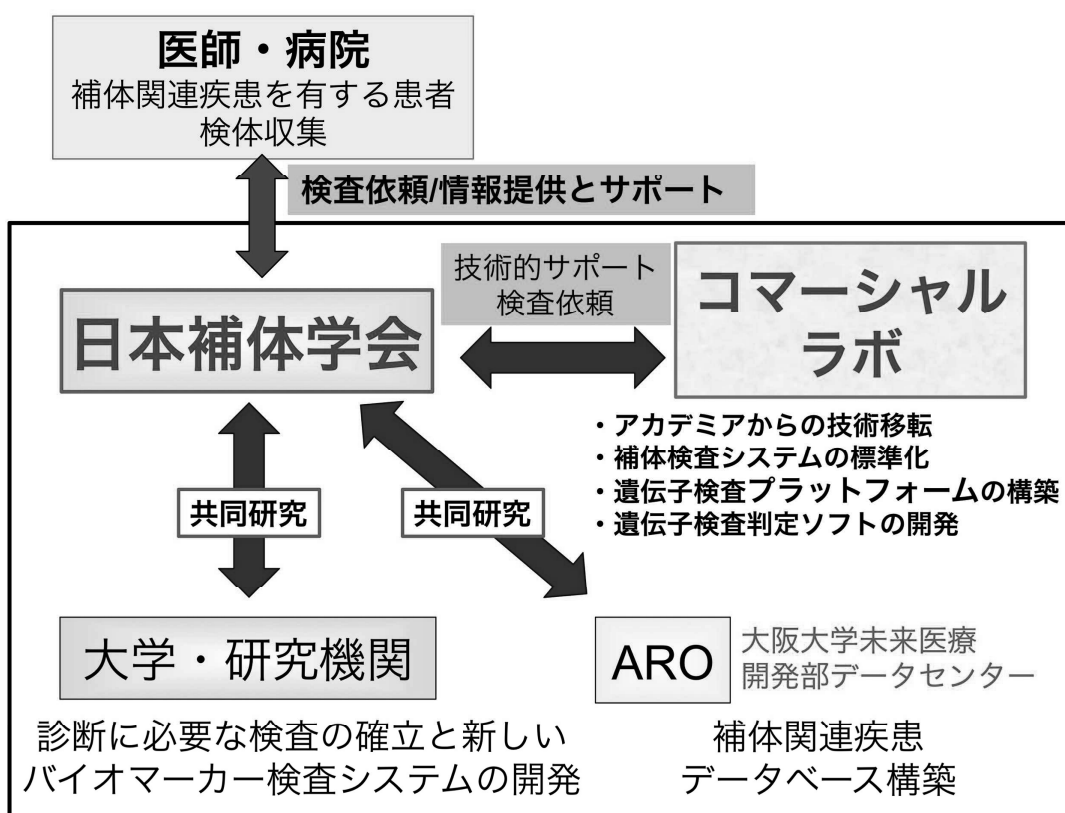 医師・病院
補体関連疾患を有する患者
検体収集
検査依頼/情報提供とサポート
技術的サポート
検査依頼
コマーシャル
ラボ
日本補体学会
・アカデミアからの技術移転
・補体検査システムの標準化
・遺伝子検査プラットフォームの構築
・遺伝子検査判定ソフトの開発
共同研究
共同研究
大学・研究機関
診断に必要な検査の確立と新しい
バイオマーカー検査システムの開発
ARO
大阪大学未来医療
開発部データセンター
補体関連疾患
データベース構築